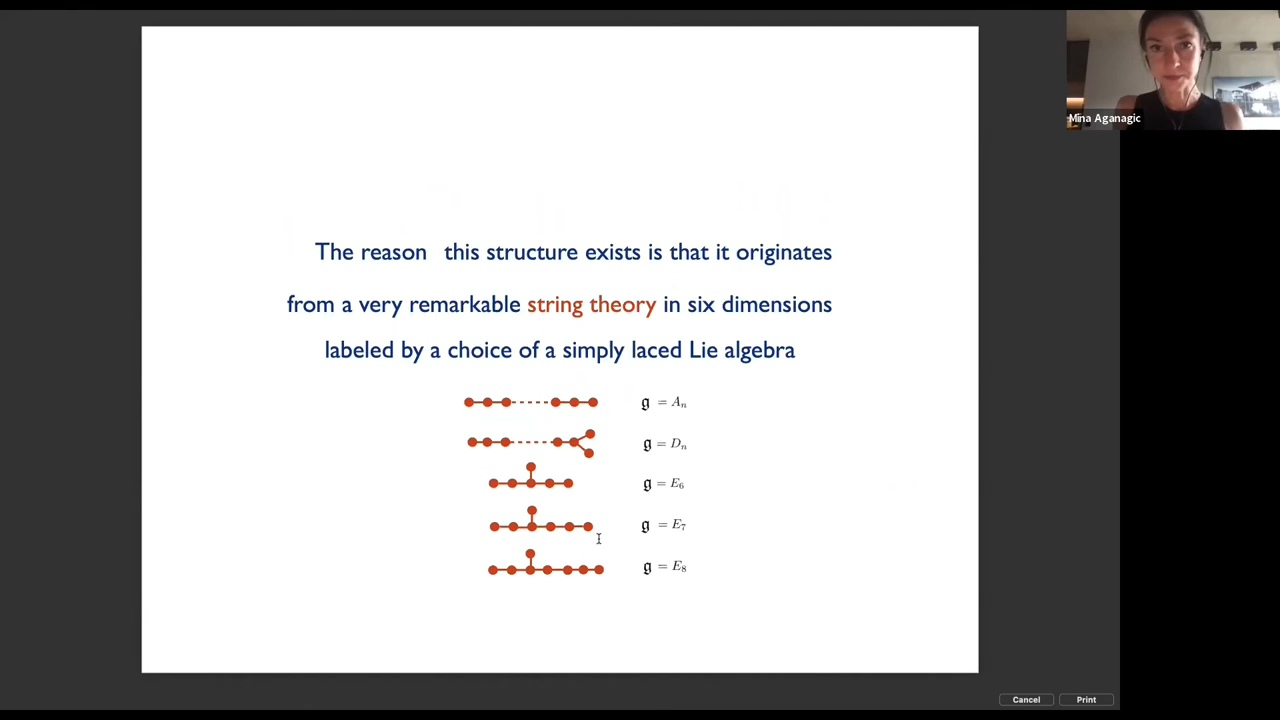 Mina Aganagic
The reason this structure exists is that it originates
from a very remarkable string theory in six dimensions
labeled by a choice of a simply laced Lie algebra
𝔤 = Aₙ
𝔤 = Dₙ
𝔤 = E₆
𝔤 = E₇
𝔤 = E₈
Cancel Print